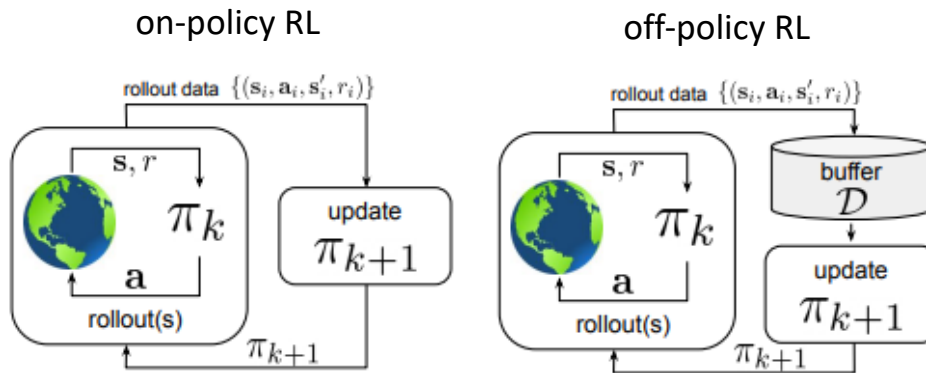 on-policy RL
rollout data {(s_i, a_i, s'_i, r_i)}
s, r
π_k
a
rollout(s)
update
π_{k+1}
π_{k+1}
off-policy RL
rollout data {(s_i, a_i, s'_i, r_i)}
s, r
π_k
a
rollout(s)
buffer
𝒟
update
π_{k+1}
π_{k+1}